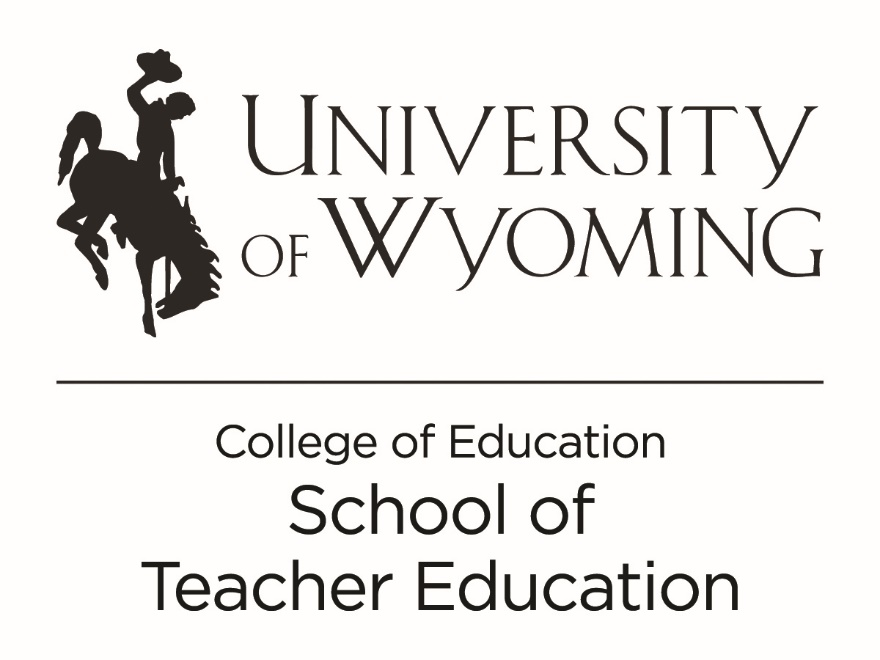 UNIVERSITY
OF WYOMING
College of Education
School of
Teacher Education